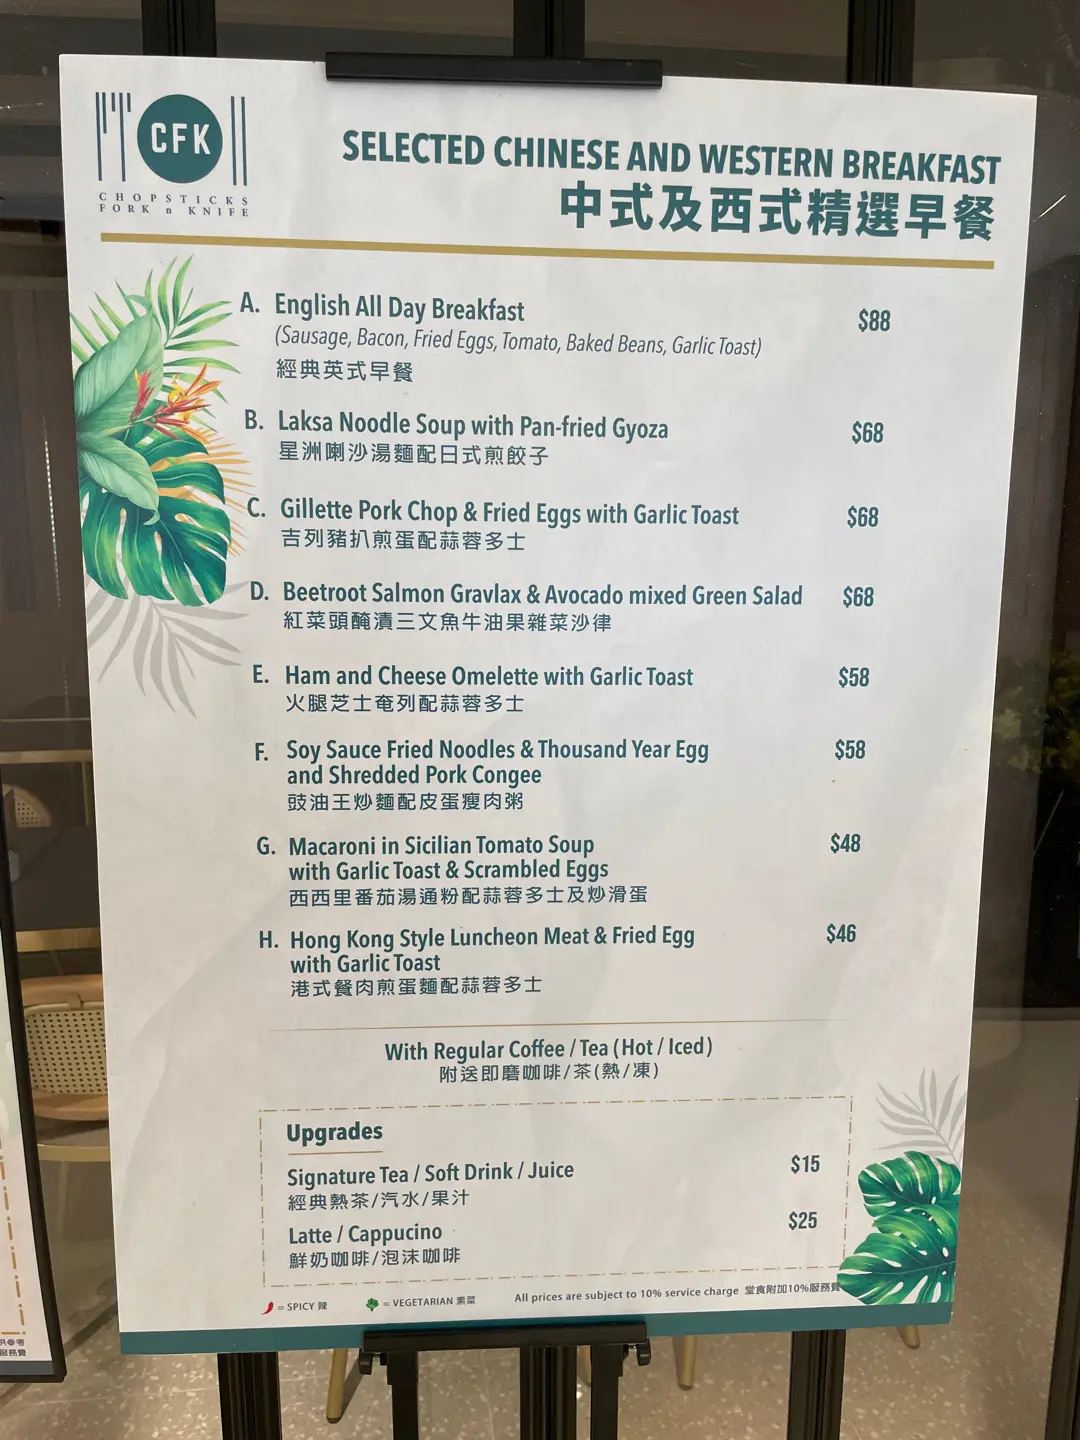 CFK
CHOPSTICKS
FORK n KNIFE
SELECTED CHINESE AND WESTERN BREAKFAST
中式及西式精選早餐
A. English All Day Breakfast $88
(Sausage, Bacon, Fried Eggs, Tomato, Baked Beans, Garlic Toast)
經典英式早餐
B. Laksa Noodle Soup with Pan-fried Gyoza $68
星洲喇沙湯麵配日式煎餃子
C. Gillette Pork Chop & Fried Eggs with Garlic Toast $68
吉列豬扒煎蛋配蒜蓉多士
D. Beetroot Salmon Gravlax & Avocado mixed Green Salad $68
紅菜頭醃漬三文魚牛油果雜菜沙律
E. Ham and Cheese Omelette with Garlic Toast $58
火腿芝士奄列配蒜蓉多士
F. Soy Sauce Fried Noodles & Thousand Year Egg $58
and Shredded Pork Congee
豉油王炒麵配皮蛋瘦肉粥
G. Macaroni in Sicilian Tomato Soup $48
with Garlic Toast & Scrambled Eggs
西西里番茄湯通粉配蒜蓉多士及炒滑蛋
H. Hong Kong Style Luncheon Meat & Fried Egg $46
with Garlic Toast
港式餐肉煎蛋麵配蒜蓉多士
With Regular Coffee / Tea (Hot / Iced)
附送即磨咖啡/茶(熱/凍)
Upgrades
Signature Tea / Soft Drink / Juice $15
經典熱茶/汽水/果汁
Latte / Cappucino $25
鮮奶咖啡/泡沫咖啡
= SPICY 辣 = VEGETARIAN 素菜 All prices are subject to 10% service charge 堂食附加10%服務費
服務費